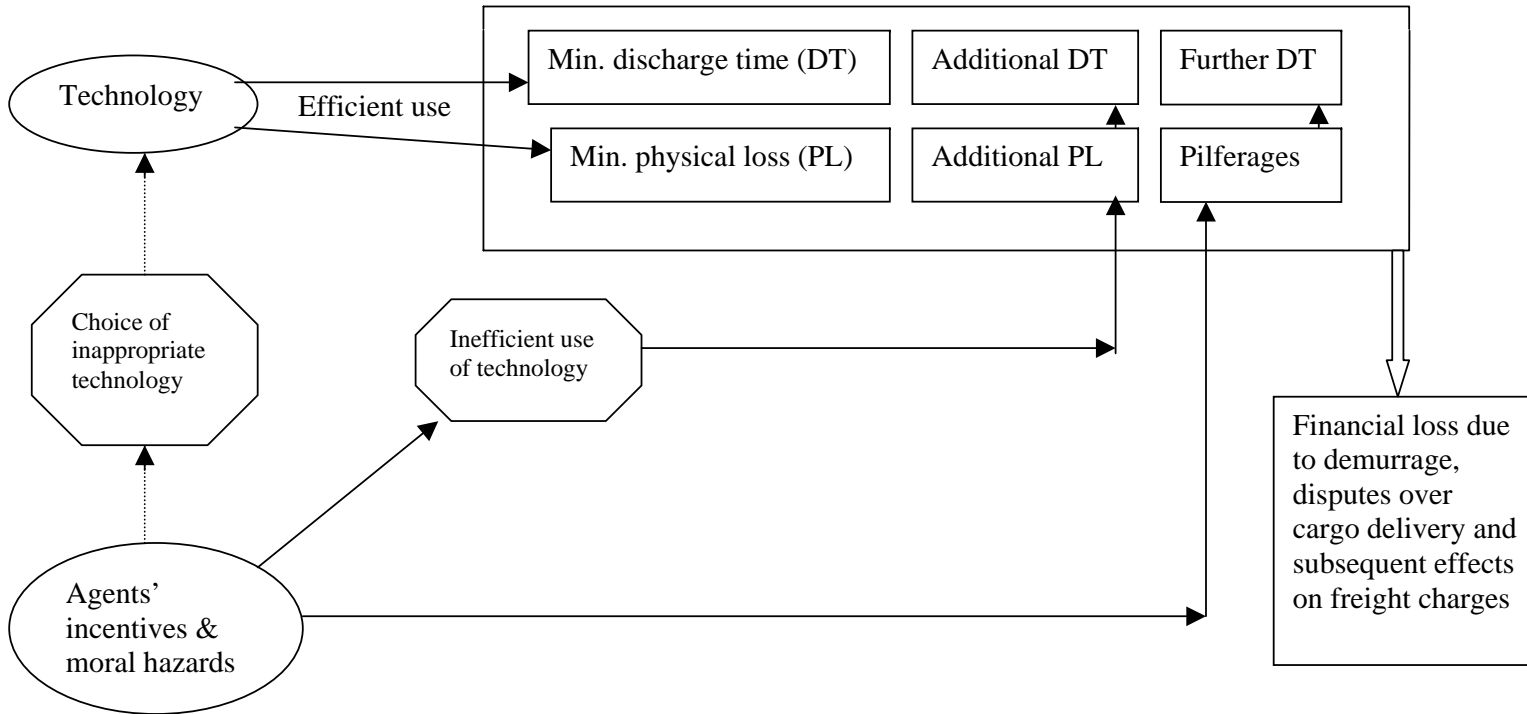 Min. discharge time (DT)
Additional DT
Further DT
Technology
Efficient use
Min. physical loss (PL)
Additional PL
Pilferages
Choice of
inappropriate
technology
Inefficient use
of technology
Financial loss due
to demurrage,
disputes over
cargo delivery and
subsequent effects
on freight charges
Agents’
incentives &
moral hazards